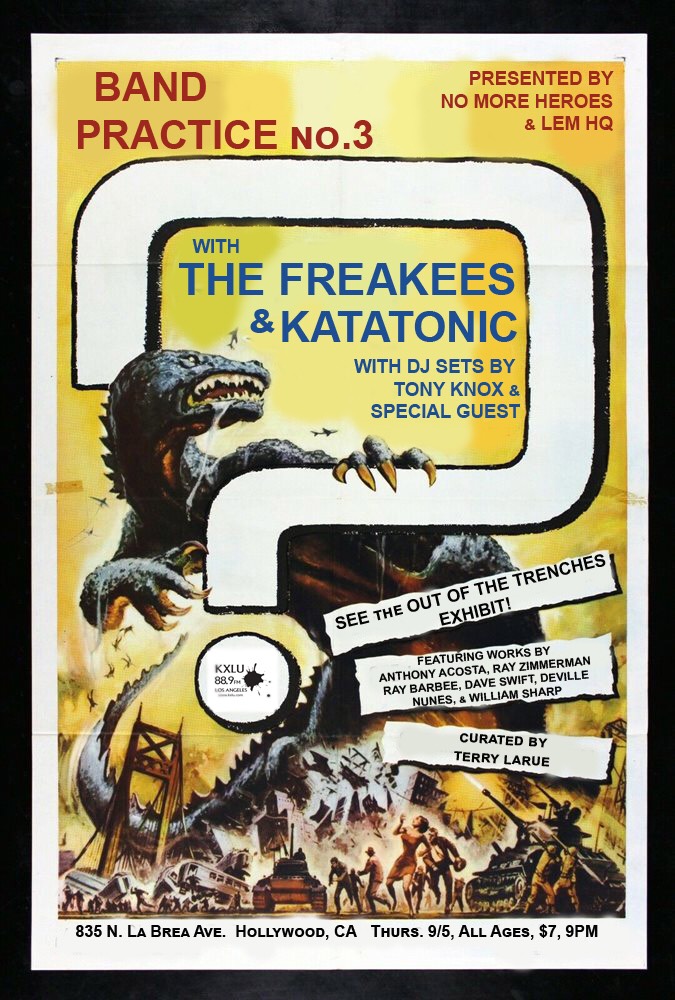 BAND
PRACTICE NO.3
PRESENTED BY
NO MORE HEROES
& LEM HQ
WITH
THE FREAKEES
& KATATONIC
WITH DJ SETS BY
TONY KNOX &
SPECIAL GUEST
SEE THE OUT OF THE TRENCHES
EXHIBIT!
FEATURING WORKS BY
ANTHONY ACOSTA, RAY ZIMMERMAN
RAY BARBEE, DAVE SWIFT, DEVILLE
NUNES, & WILLIAM SHARP
CURATED BY
TERRY LARUE
KXLU
88.9FM
LOS ANGELES
835 N. LA BREA AVE. HOLLYWOOD, CA THURS. 9/5, ALL AGES, $7, 9PM